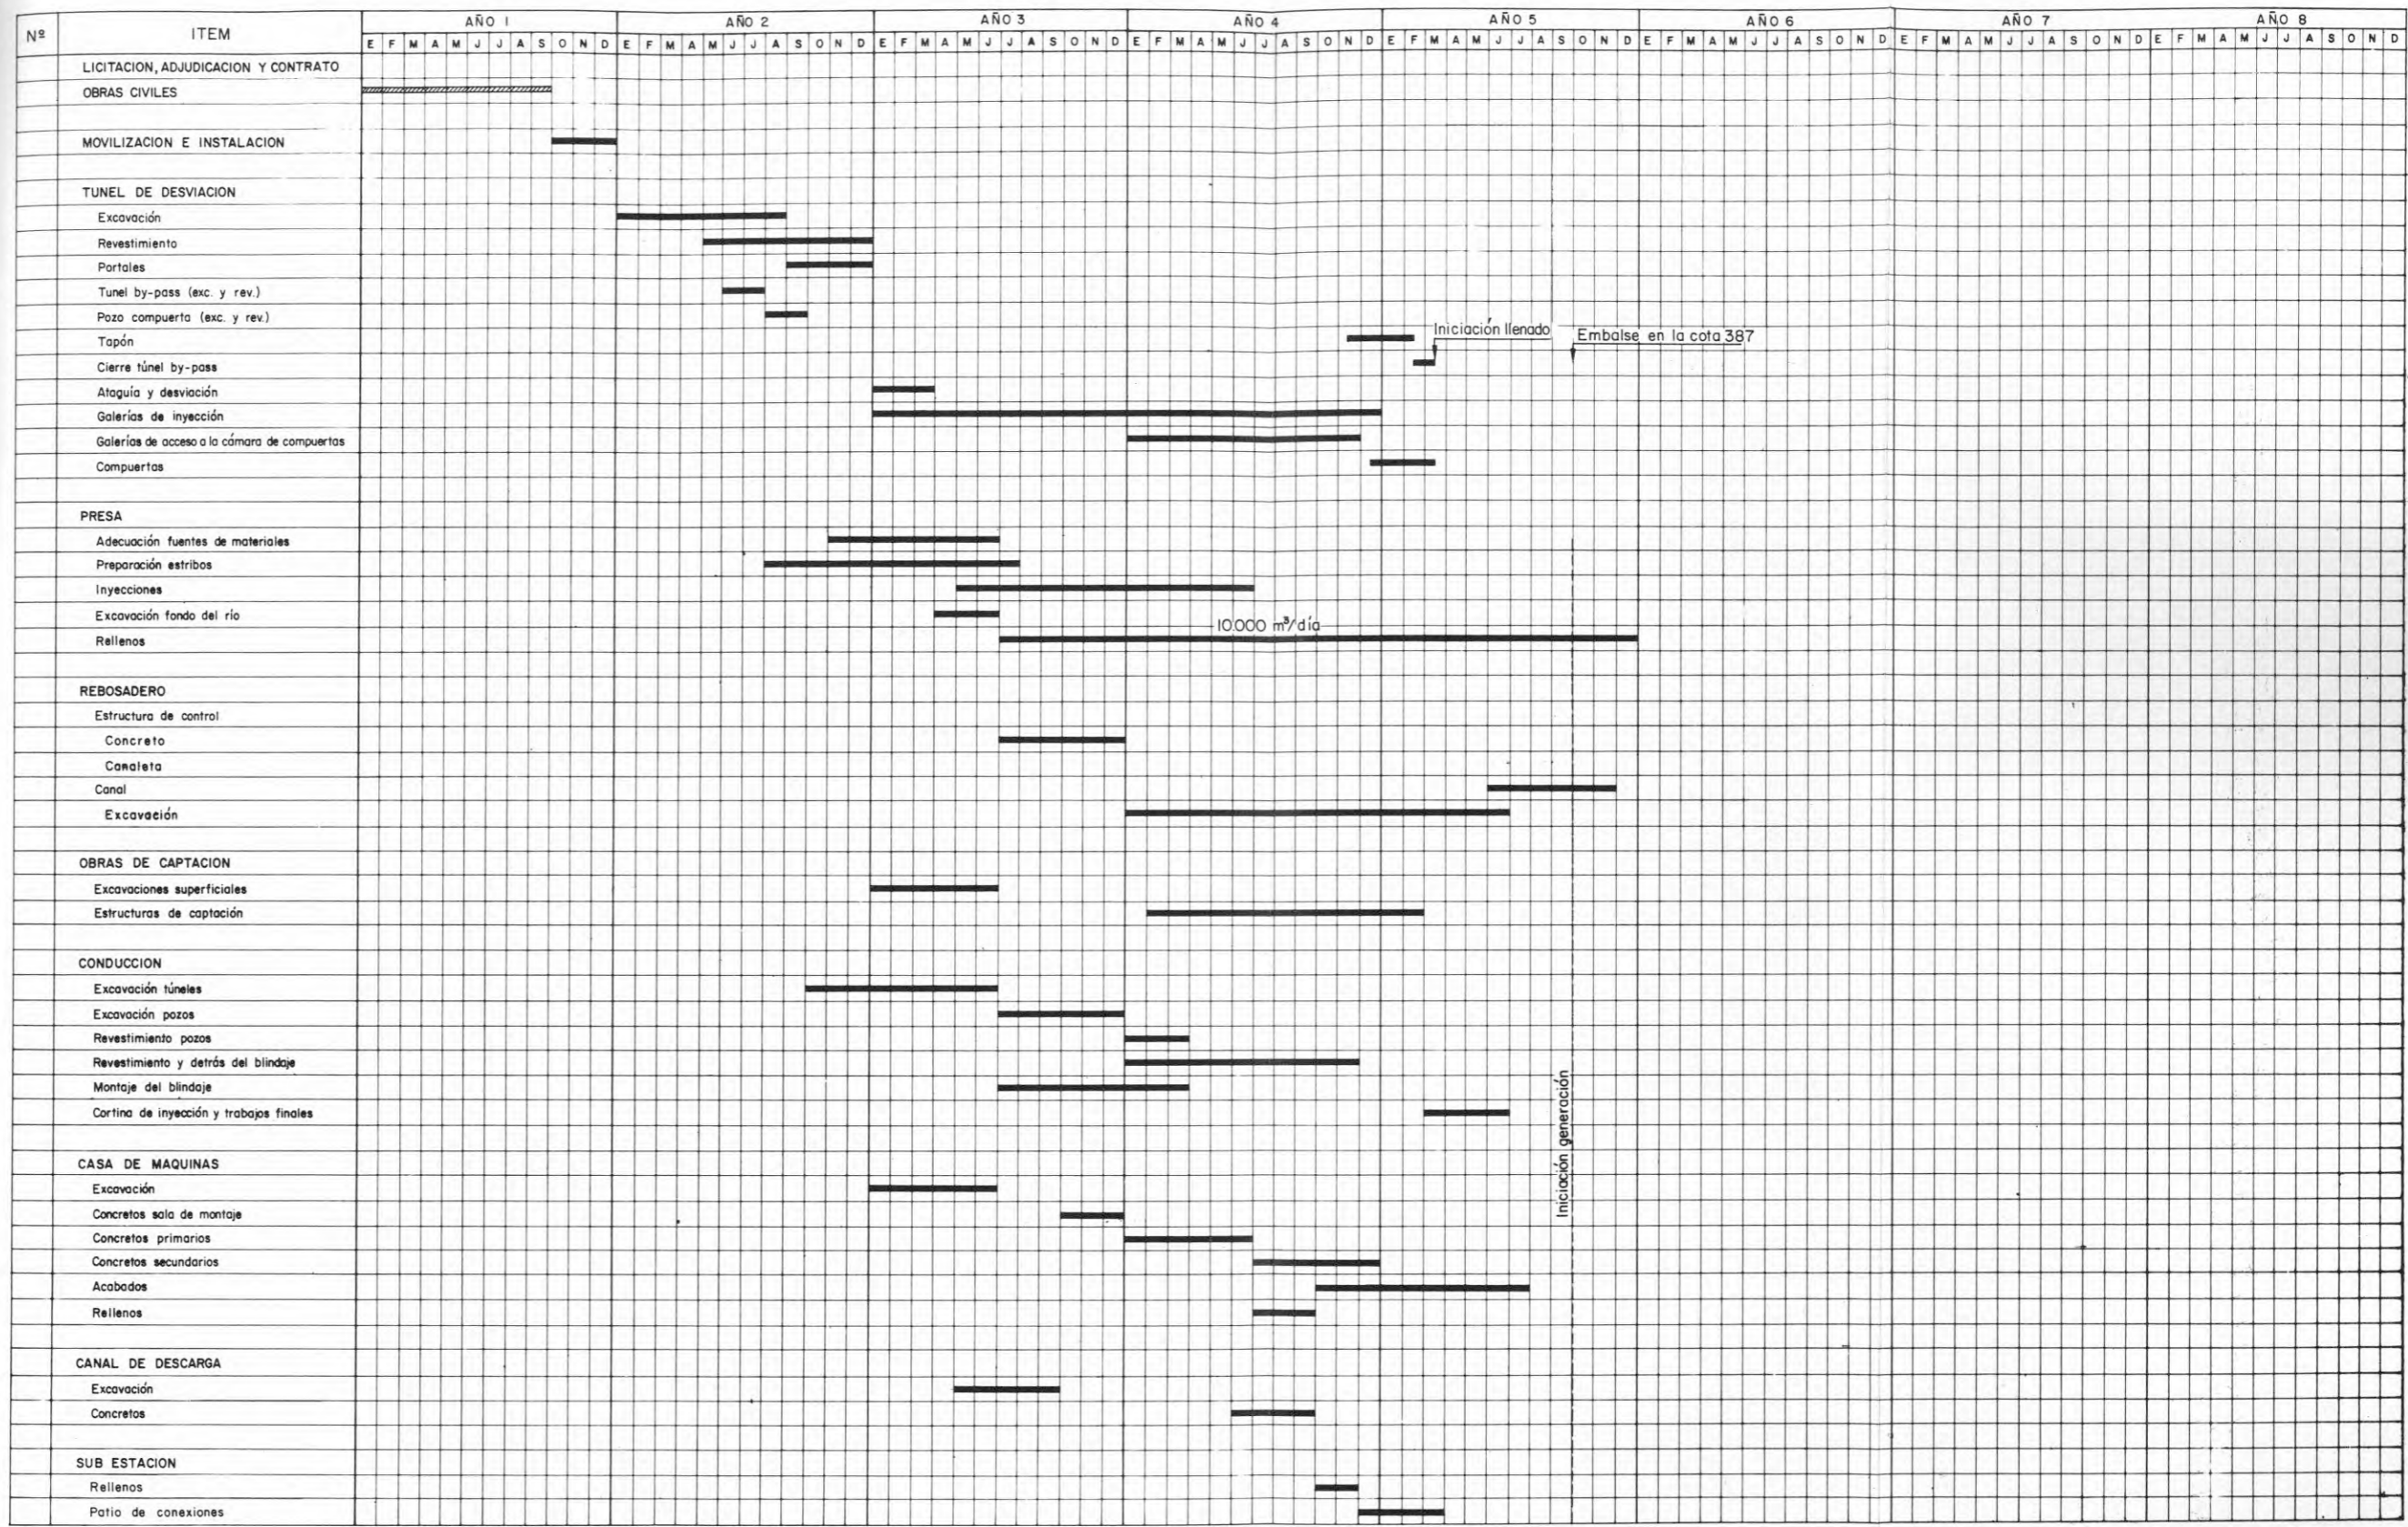 Nº
ITEM
AÑO 1
AÑO 2
AÑO 3
AÑO 4
AÑO 5
AÑO 6
AÑO 7
AÑO 8
E F M A M J J A S O N D E F M A M J J A S O N D E F M A M J J A S O N D E F M A M J J A S O N D E F M A M J J A S O N D E F M A M J J A S O N D E F M A M J J A S O N D E F M A M J J A S O N D
LICITACION, ADJUDICACION Y CONTRATO
OBRAS CIVILES
MOVILIZACION E INSTALACION
TUNEL DE DESVIACION
Excavación
Revestimiento
Portales
Tunel by-pass (exc. y rev.)
Pozo compuerta (exc. y rev.)
Tapón
Iniciación llenado
Embalse en la cota 387
Cierre túnel by-pass
Ataguía y desviación
Galerías de inyección
Galerías de acceso a la cámara de compuertas
Compuertas
PRESA
Adecuación fuentes de materiales
Preparación estribos
Inyecciones
Excavación fondo del río
10.000 m³/día
Rellenos
REBOSADERO
Estructura de control
Concreto
Canaleta
Canal
Excavación
OBRAS DE CAPTACION
Excavaciones superficiales
Estructuras de captación
CONDUCCION
Excavación túneles
Excavación pozos
Revestimiento pozos
Revestimiento y detrás del blindaje
Montaje del blindaje
Cortina de inyección y trabajos finales
Iniciación generación
CASA DE MAQUINAS
Excavación
Concretos sala de montaje
Concretos primarios
Concretos secundarios
Acabados
Rellenos
CANAL DE DESCARGA
Excavación
Concretos
SUB ESTACION
Rellenos
Patio de conexiones